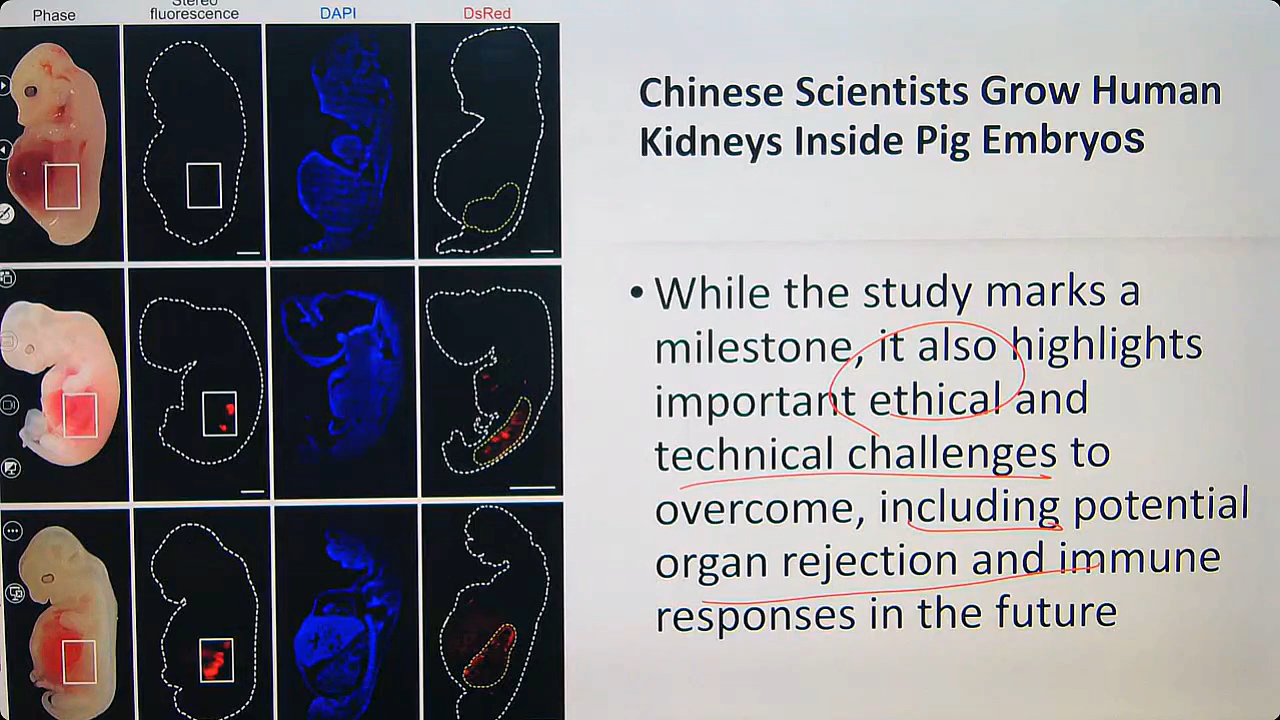 Phase
Stereo
fluorescence
DAPI
DsRed
Chinese Scientists Grow Human
Kidneys Inside Pig Embryos
• While the study marks a
milestone, it also highlights
important ethical and
technical challenges to
overcome, including potential
organ rejection and immune
responses in the future